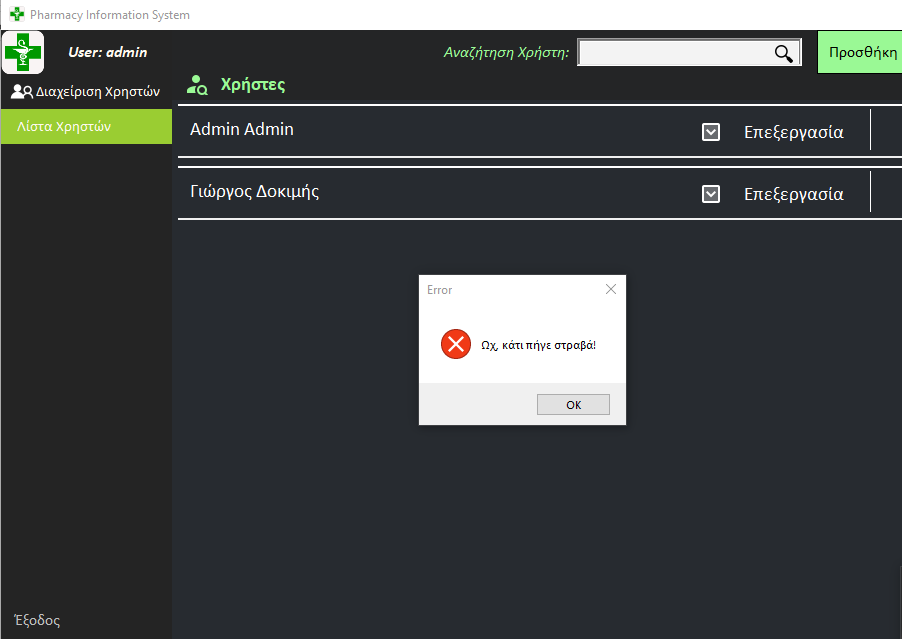 Pharmacy Information System
User: admin
Αναζήτηση Χρήστη:
Προσθήκη
Διαχείριση Χρηστών
Χρήστες
Λίστα Χρηστών
Admin Admin
Επεξεργασία
Γιώργος Δοκιμής
Επεξεργασία
Error
Ωχ, κάτι πήγε στραβά!
OK
Έξοδος